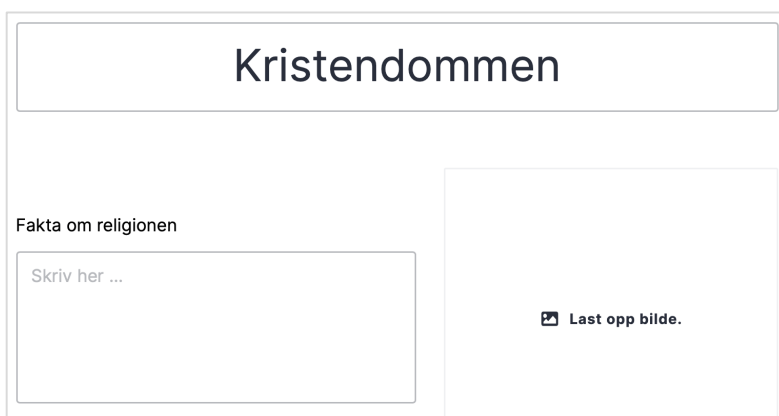 Kristendommen
Fakta om religionen
Skriv her ...
Last opp bilde.